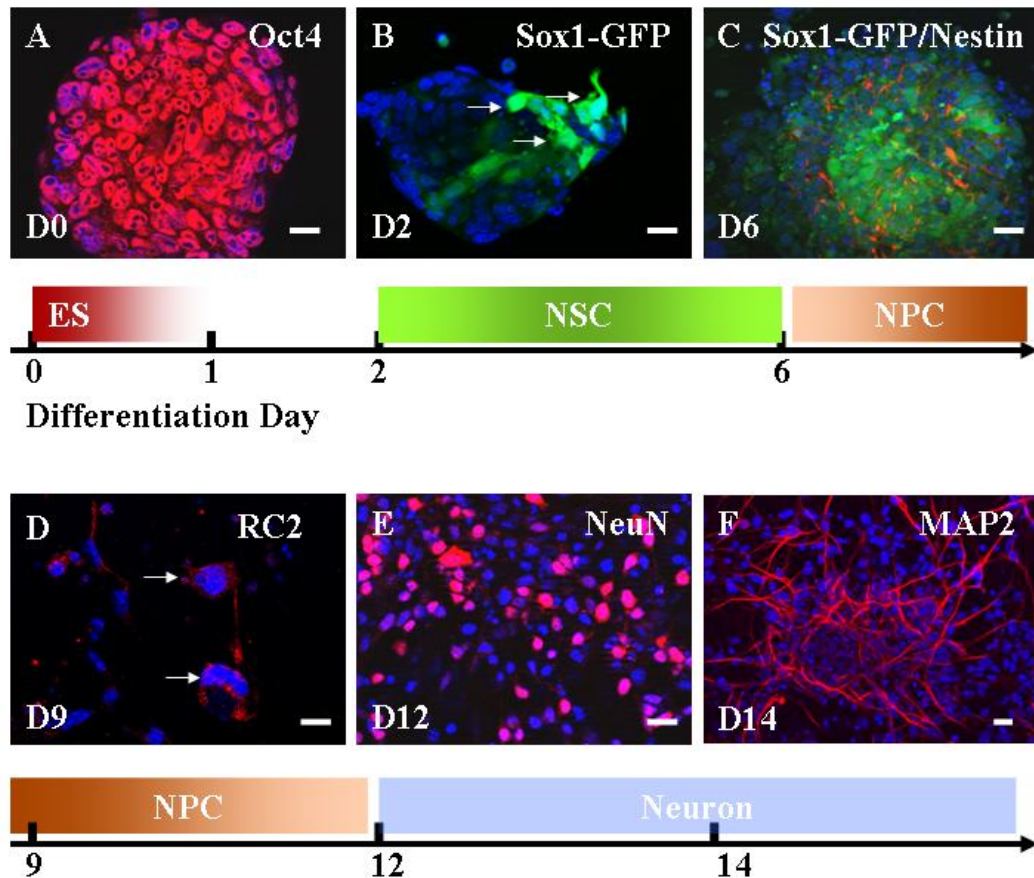 A Oct4
B Sox1-GFP
C Sox1-GFP/Nestin
D0
D2
D6
ES
NSC
NPC
0 1 2 6
Differentiation Day
D RC2
E NeuN
F MAP2
D9
D12
D14
NPC
Neuron
9 12 14